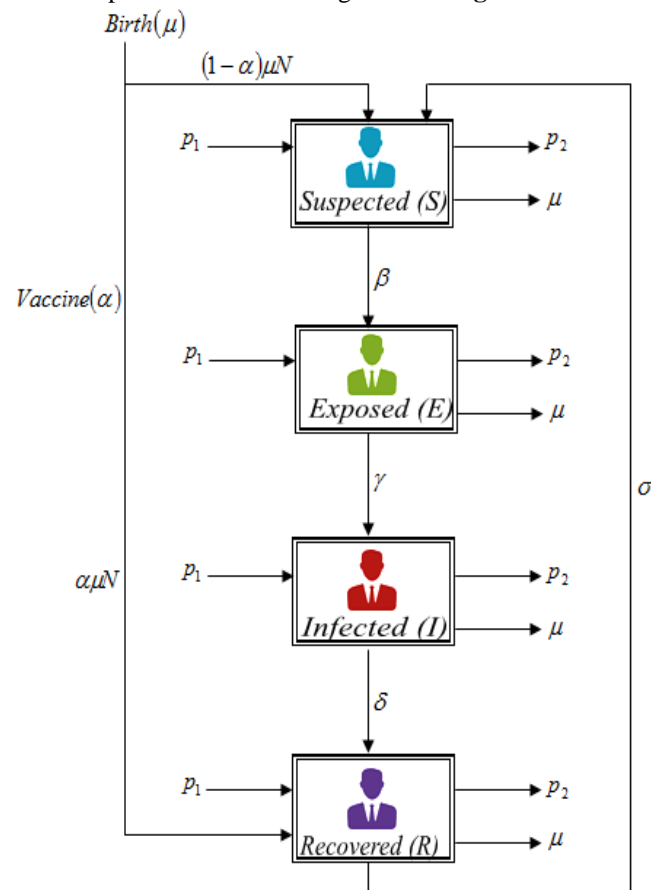 Birth(μ)
(1−α)μN
p₁
p₂
Suspected (S)
μ
Vaccine(α)
β
p₁
p₂
Exposed (E)
μ
γ
σ
αμN
p₁
p₂
Infected (I)
μ
δ
p₁
p₂
Recovered (R)
μ